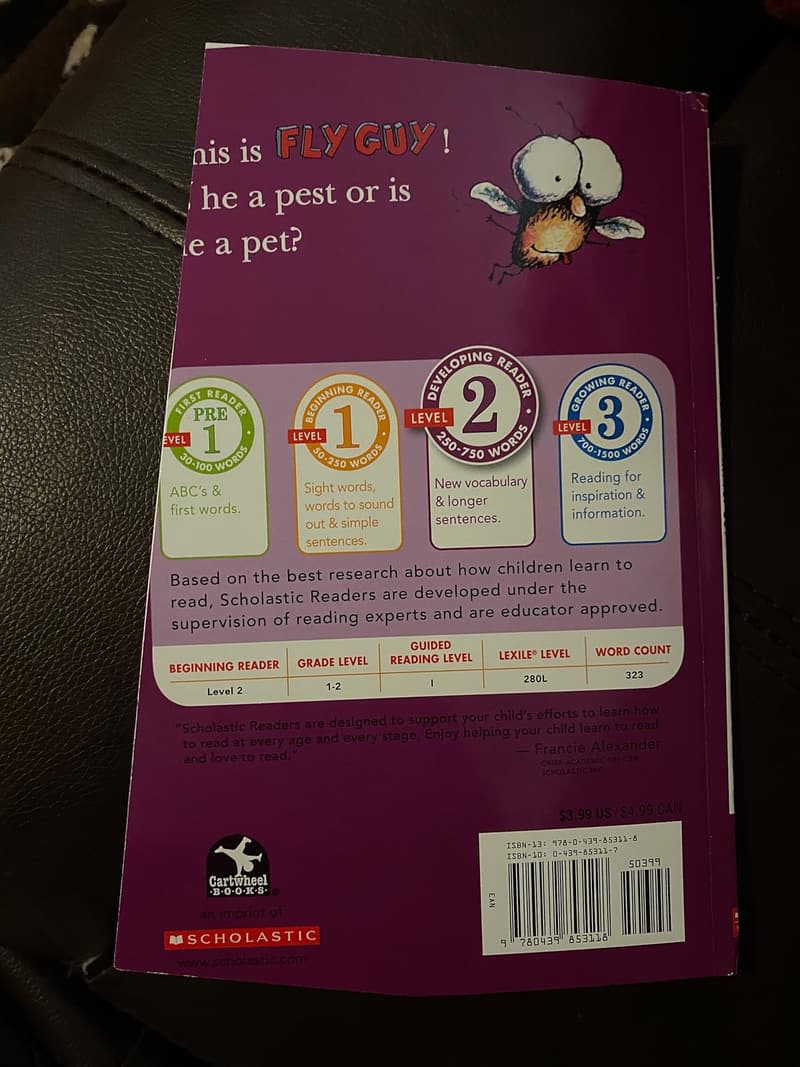 his is FLY GUY!
he a pest or is
e a pet?
FIRST READER
PRE
LEVEL 1
30-100 WORDS
ABC's &
first words.
BEGINNING READER
LEVEL 1
50-250 WORDS
Sight words,
words to sound
out & simple
sentences.
DEVELOPING READER
LEVEL 2
250-750 WORDS
New vocabulary
& longer
sentences.
GROWING READER
LEVEL 3
700-1500 WORDS
Reading for
inspiration &
information.
Based on the best research about how children learn to
read, Scholastic Readers are developed under the
supervision of reading experts and are educator approved.
BEGINNING READER GRADE LEVEL GUIDED READING LEVEL LEXILE® LEVEL WORD COUNT
Level 2 1-2 I 280L 323
"Scholastic Readers are designed to support your child's efforts to learn how
to read at every age and every stage. Enjoy helping your child learn to read
and love to read."
— Francie Alexander
CHIEF ACADEMIC OFFICER
SCHOLASTIC INC.
$3.99 US / $4.99 CAN
ISBN-13: 978-0-439-85311-8
ISBN-10: 0-439-85311-7
50399
EAN
9 780439 853118
Cartwheel
·B·O·O·K·S·®
an imprint of
SCHOLASTIC
www.scholastic.com